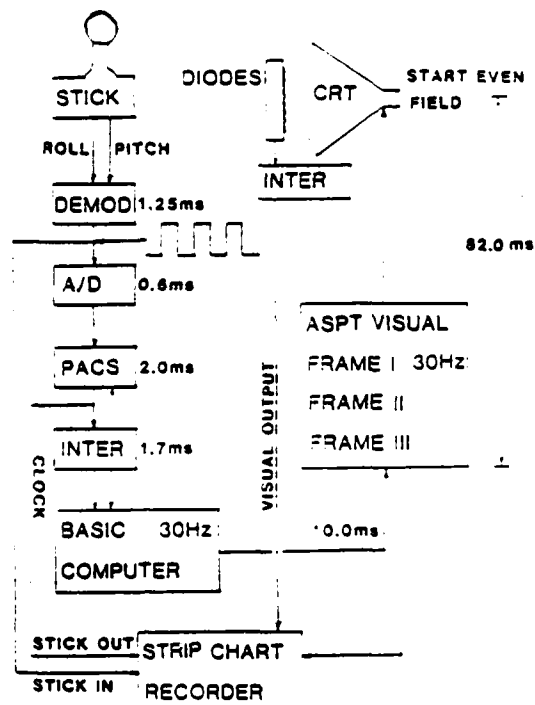 STICK
ROLL PITCH
DEMOD 1.25ms
A/D 0.6ms
PACS 2.0ms
INTER 1.7ms
CLOCK
BASIC 30Hz
COMPUTER
10.0ms
STICK OUT
STICK IN
STRIP CHART
RECORDER
DIODES
CRT
START EVEN
FIELD
INTER
82.0 ms
VISUAL OUTPUT
ASPT VISUAL
FRAME I 30Hz
FRAME II
FRAME III